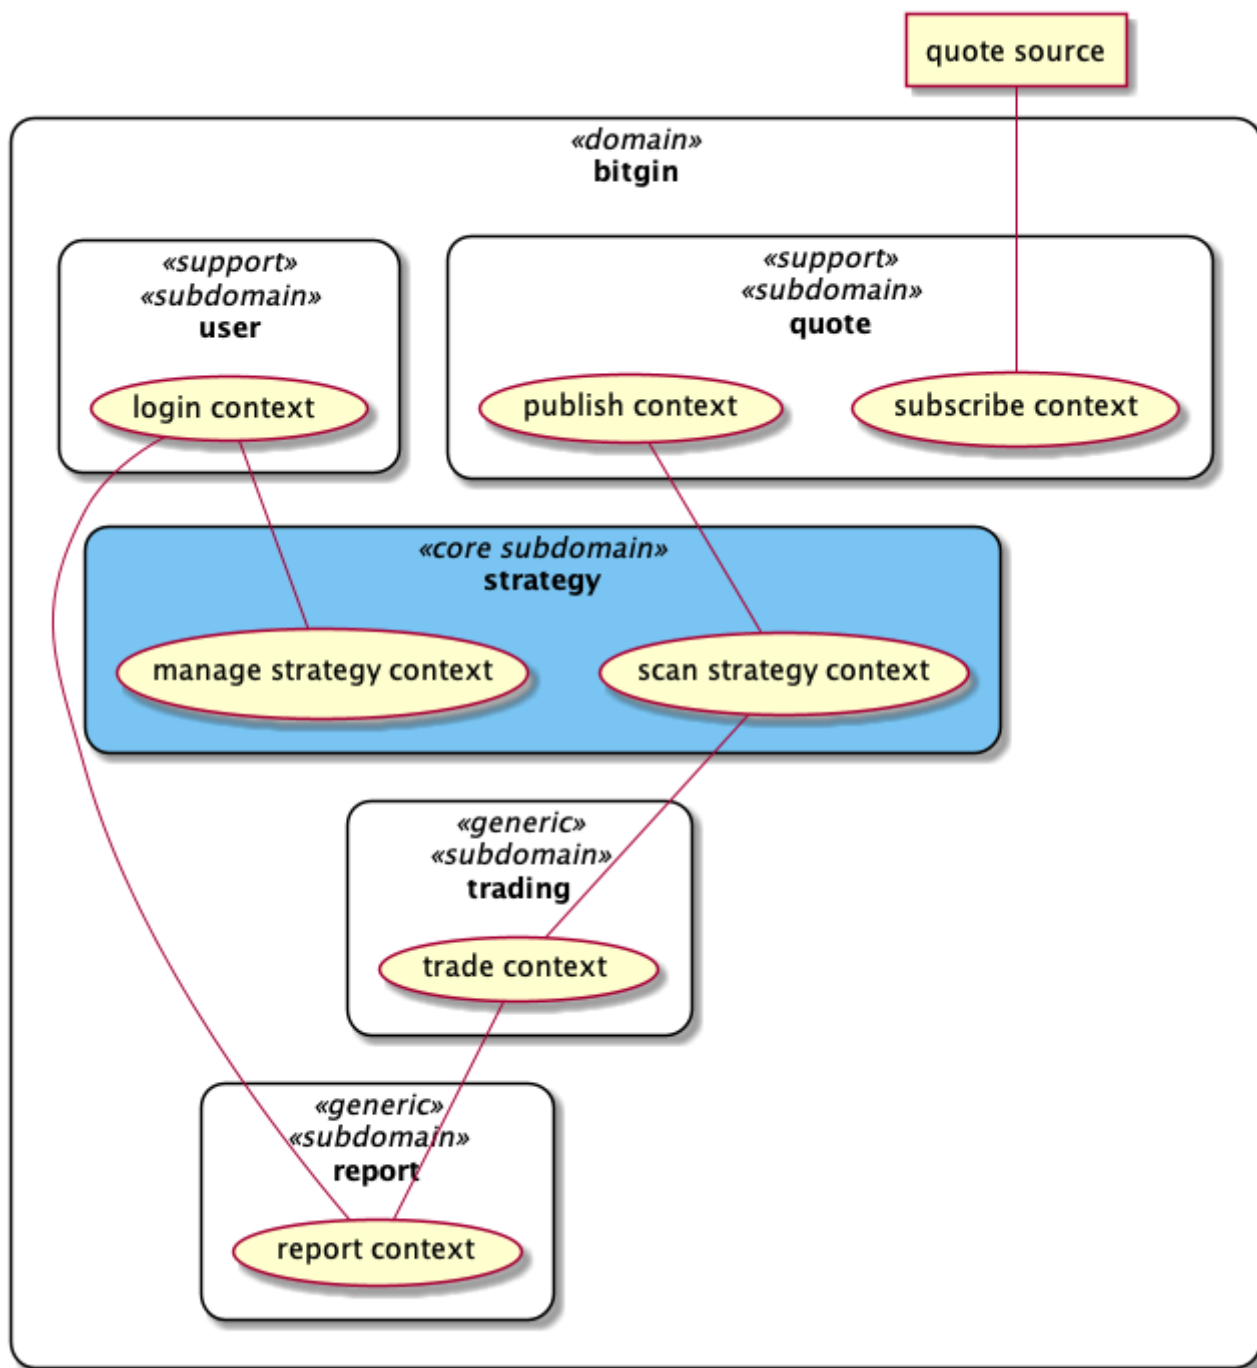 quote source
«domain»
bitgin
«support»
«subdomain»
user
login context
«support»
«subdomain»
quote
publish context
subscribe context
«core subdomain»
strategy
manage strategy context
scan strategy context
«generic»
«subdomain»
trading
trade context
«generic»
«subdomain»
report
report context